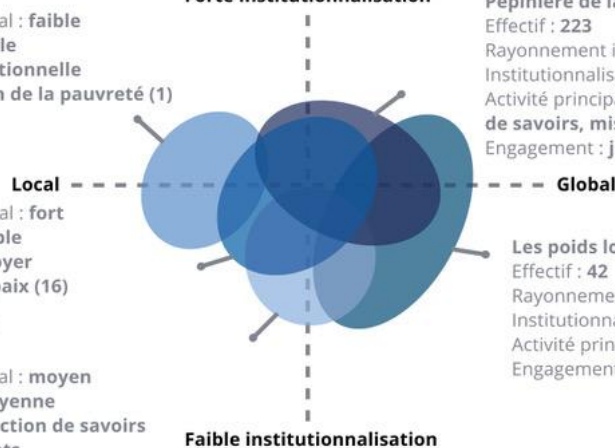 Forte institutionnalisation
al : faible
le
tionnelle
n de la pauvreté (1)
Pépinière de la
Effectif : 223
Rayonnement i
Institutionnalis
Activité principa
de savoirs, mis
Engagement : j
Local
Global
al : fort
ble
oyer
paix (16)
Les poids lo
Effectif : 42
Rayonneme
Institutionna
Activité prin
Engagement
al : moyen
yenne
ction de savoirs
Faible institutionnalisation